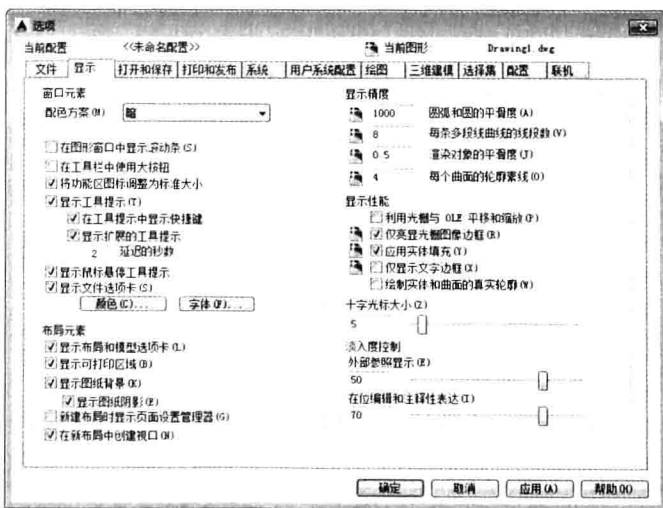 选项
当前配置 <<未命名配置>> 当前图形: Drawing1.dwg
文件 显示 打开和保存 打印和发布 系统 用户系统配置 绘图 三维建模 选择集 配置 联机
窗口元素
配色方案(M) 暗
在图形窗口中显示滚动条(S)
在工具栏中使用大按钮
将功能区图标调整为标准大小
显示工具提示(T)
在工具提示中显示快捷键
显示扩展的工具提示
2 延迟的秒数
显示鼠标悬停工具提示
显示文件选项卡(S)
颜色(C)... 字体(F)...
布局元素
显示布局和模型选项卡(L)
显示可打印区域(B)
显示图纸背景(K)
显示图纸阴影(E)
新建布局时显示页面设置管理器(G)
在新布局中创建视口(N)
显示精度
1000 圆弧和圆的平滑度(A)
8 每条多段线曲线的线段数(V)
0.5 渲染对象的平滑度(J)
4 每个曲面的轮廓素线(O)
显示性能
利用光栅与 OLE 平移和缩放(P)
仅亮显光栅图像边框(R)
应用实体填充(Y)
仅显示文字边框(X)
绘制实体和曲面的真实轮廓(W)
十字光标大小(Z)
5
淡入度控制
外部参照显示(E)
50
在位编辑和注释性表达(I)
70
确定 取消 应用(A) 帮助(H)